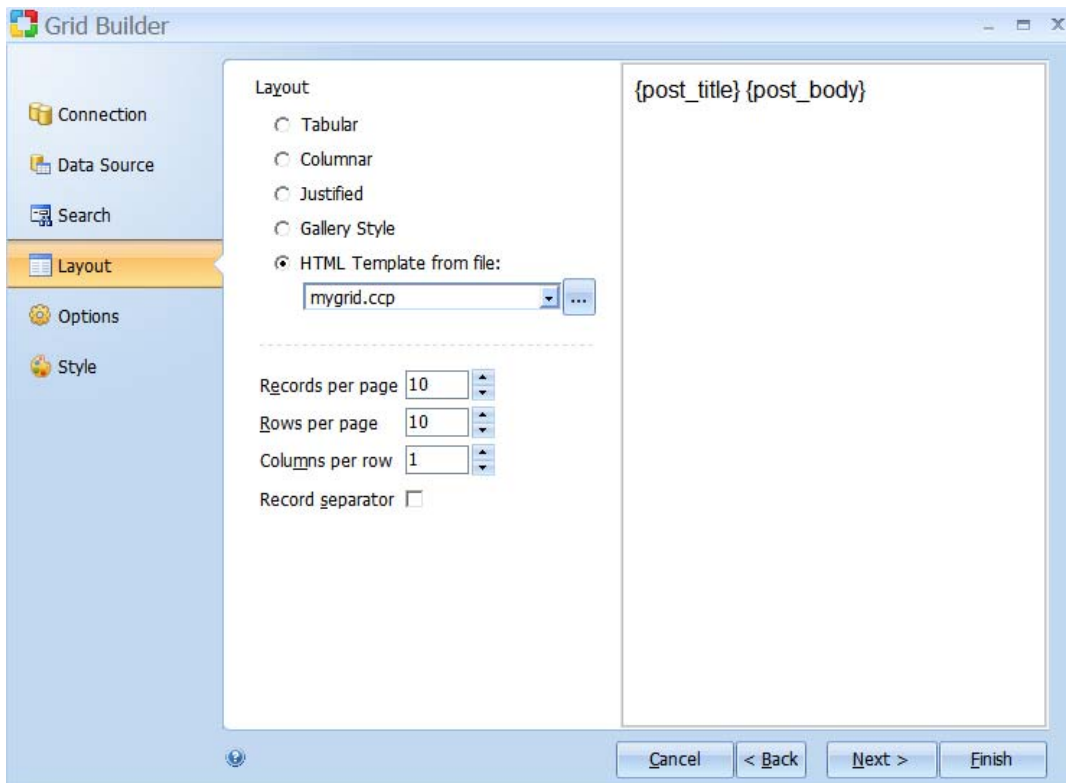 Grid Builder
Connection
Data Source
Search
Layout
Options
Style
Layout
Tabular
Columnar
Justified
Gallery Style
HTML Template from file:
mygrid.ccp ...
Records per page 10
Rows per page 10
Columns per row 1
Record separator
{post_title} {post_body}
Cancel < Back Next > Finish